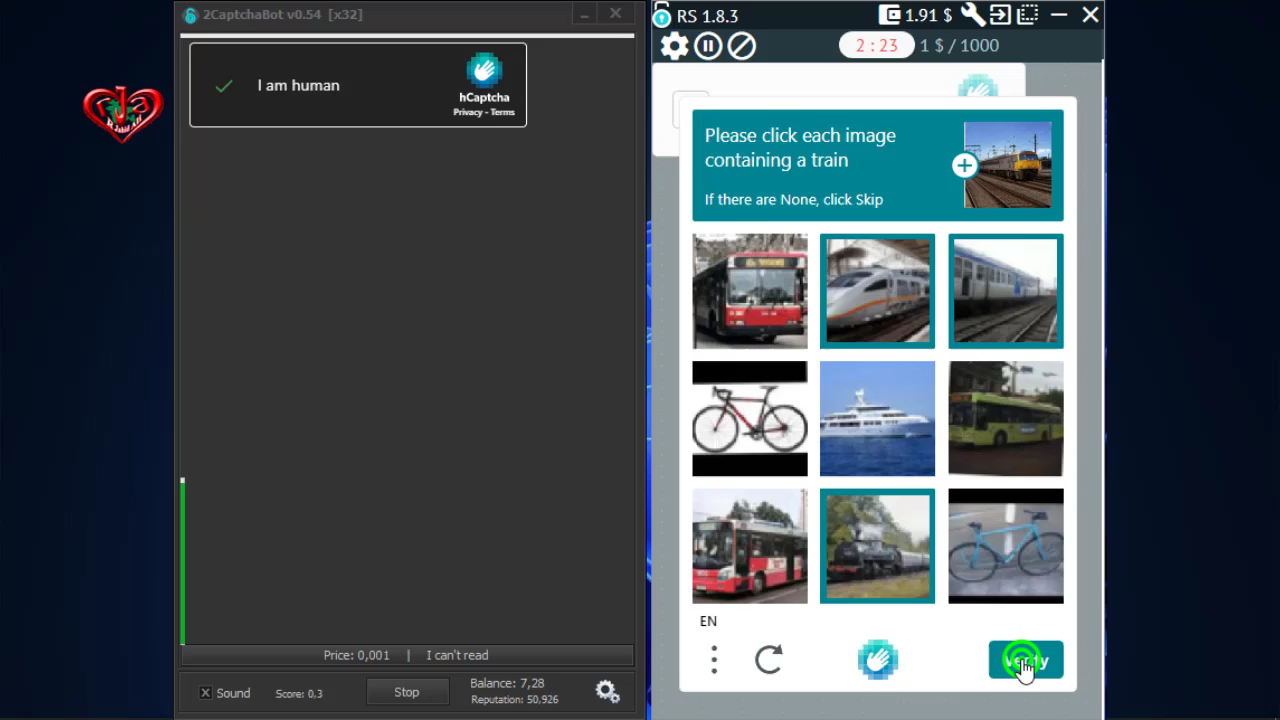 2CaptchaBot v0.54 [x32]
I am human
hCaptcha
Privacy - Terms
Price: 0,001 | I can't read
Sound
Score: 0.3
Stop
Balance: 7,28
Reputation: 50,926
RS 1.8.3
1.91 $
2 : 23
1 $ / 1000
Please click each image
containing a train
If there are None, click Skip
EN
Verify